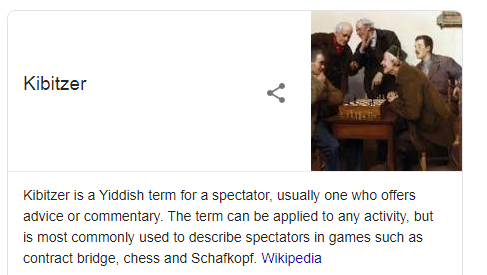 Kibitzer
Kibitzer is a Yiddish term for a spectator, usually one who offers
advice or commentary. The term can be applied to any activity, but
is most commonly used to describe spectators in games such as
contract bridge, chess and Schafkopf. Wikipedia